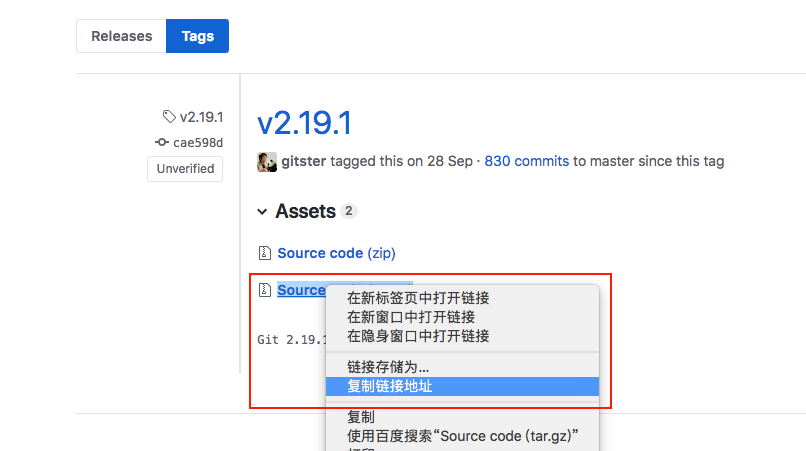 Releases Tags
v2.19.1
cae598d
Unverified
v2.19.1
gitster tagged this on 28 Sep · 830 commits to master since this tag
Assets 2
Source code (zip)
Source
在新标签页中打开链接
在新窗口中打开链接
在隐身窗口中打开链接
Git 2.19.1
链接存储为...
复制链接地址
复制
使用百度搜索“Source code (tar.gz)”